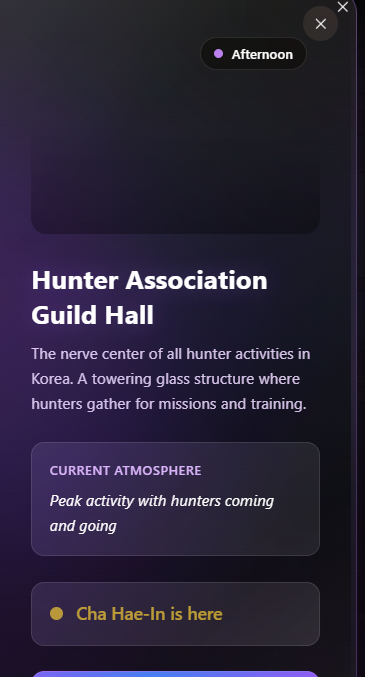 Afternoon
Hunter Association
Guild Hall
The nerve center of all hunter activities in
Korea. A towering glass structure where
hunters gather for missions and training.
CURRENT ATMOSPHERE
Peak activity with hunters coming
and going
Cha Hae-In is here